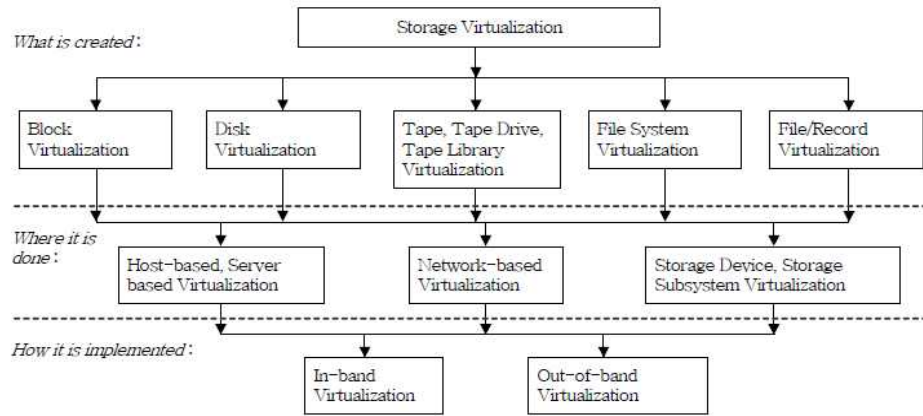 Storage Virtualization
What is created:
Block
Virtualization
Disk
Virtualization
Tape, Tape Drive,
Tape Library
Virtualization
File System
Virtualization
File/Record
Virtualization
Where it is
done:
Host-based, Server
based Virtualization
Network-based
Virtualization
Storage Device, Storage
Subsystem Virtualization
How it is implemented:
In-band
Virtualization
Out-of-band
Virtualization